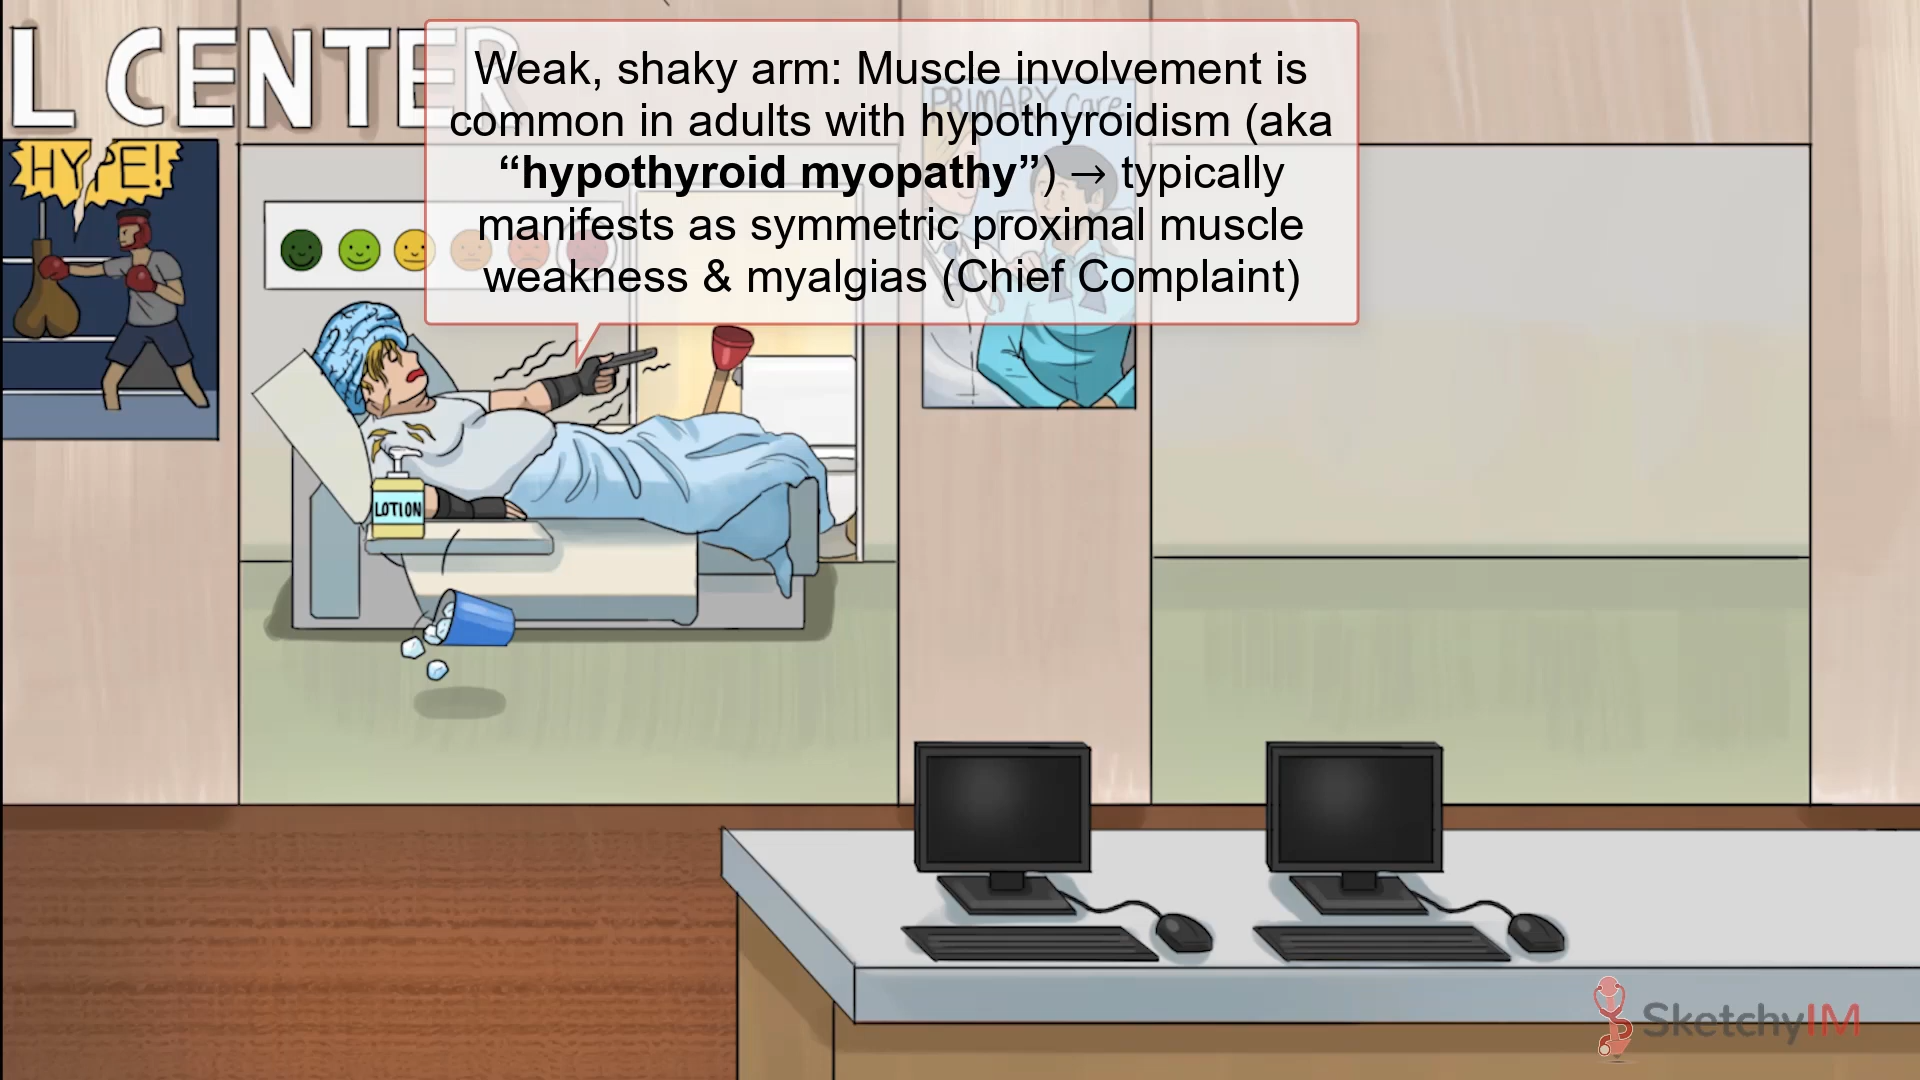 L CENTER
Weak, shaky arm: Muscle involvement is
common in adults with hypothyroidism (aka
“hypothyroid myopathy”) → typically
manifests as symmetric proximal muscle
weakness & myalgias (Chief Complaint)
PRIMARY care
HYPE!
LOTION
SketchyIM